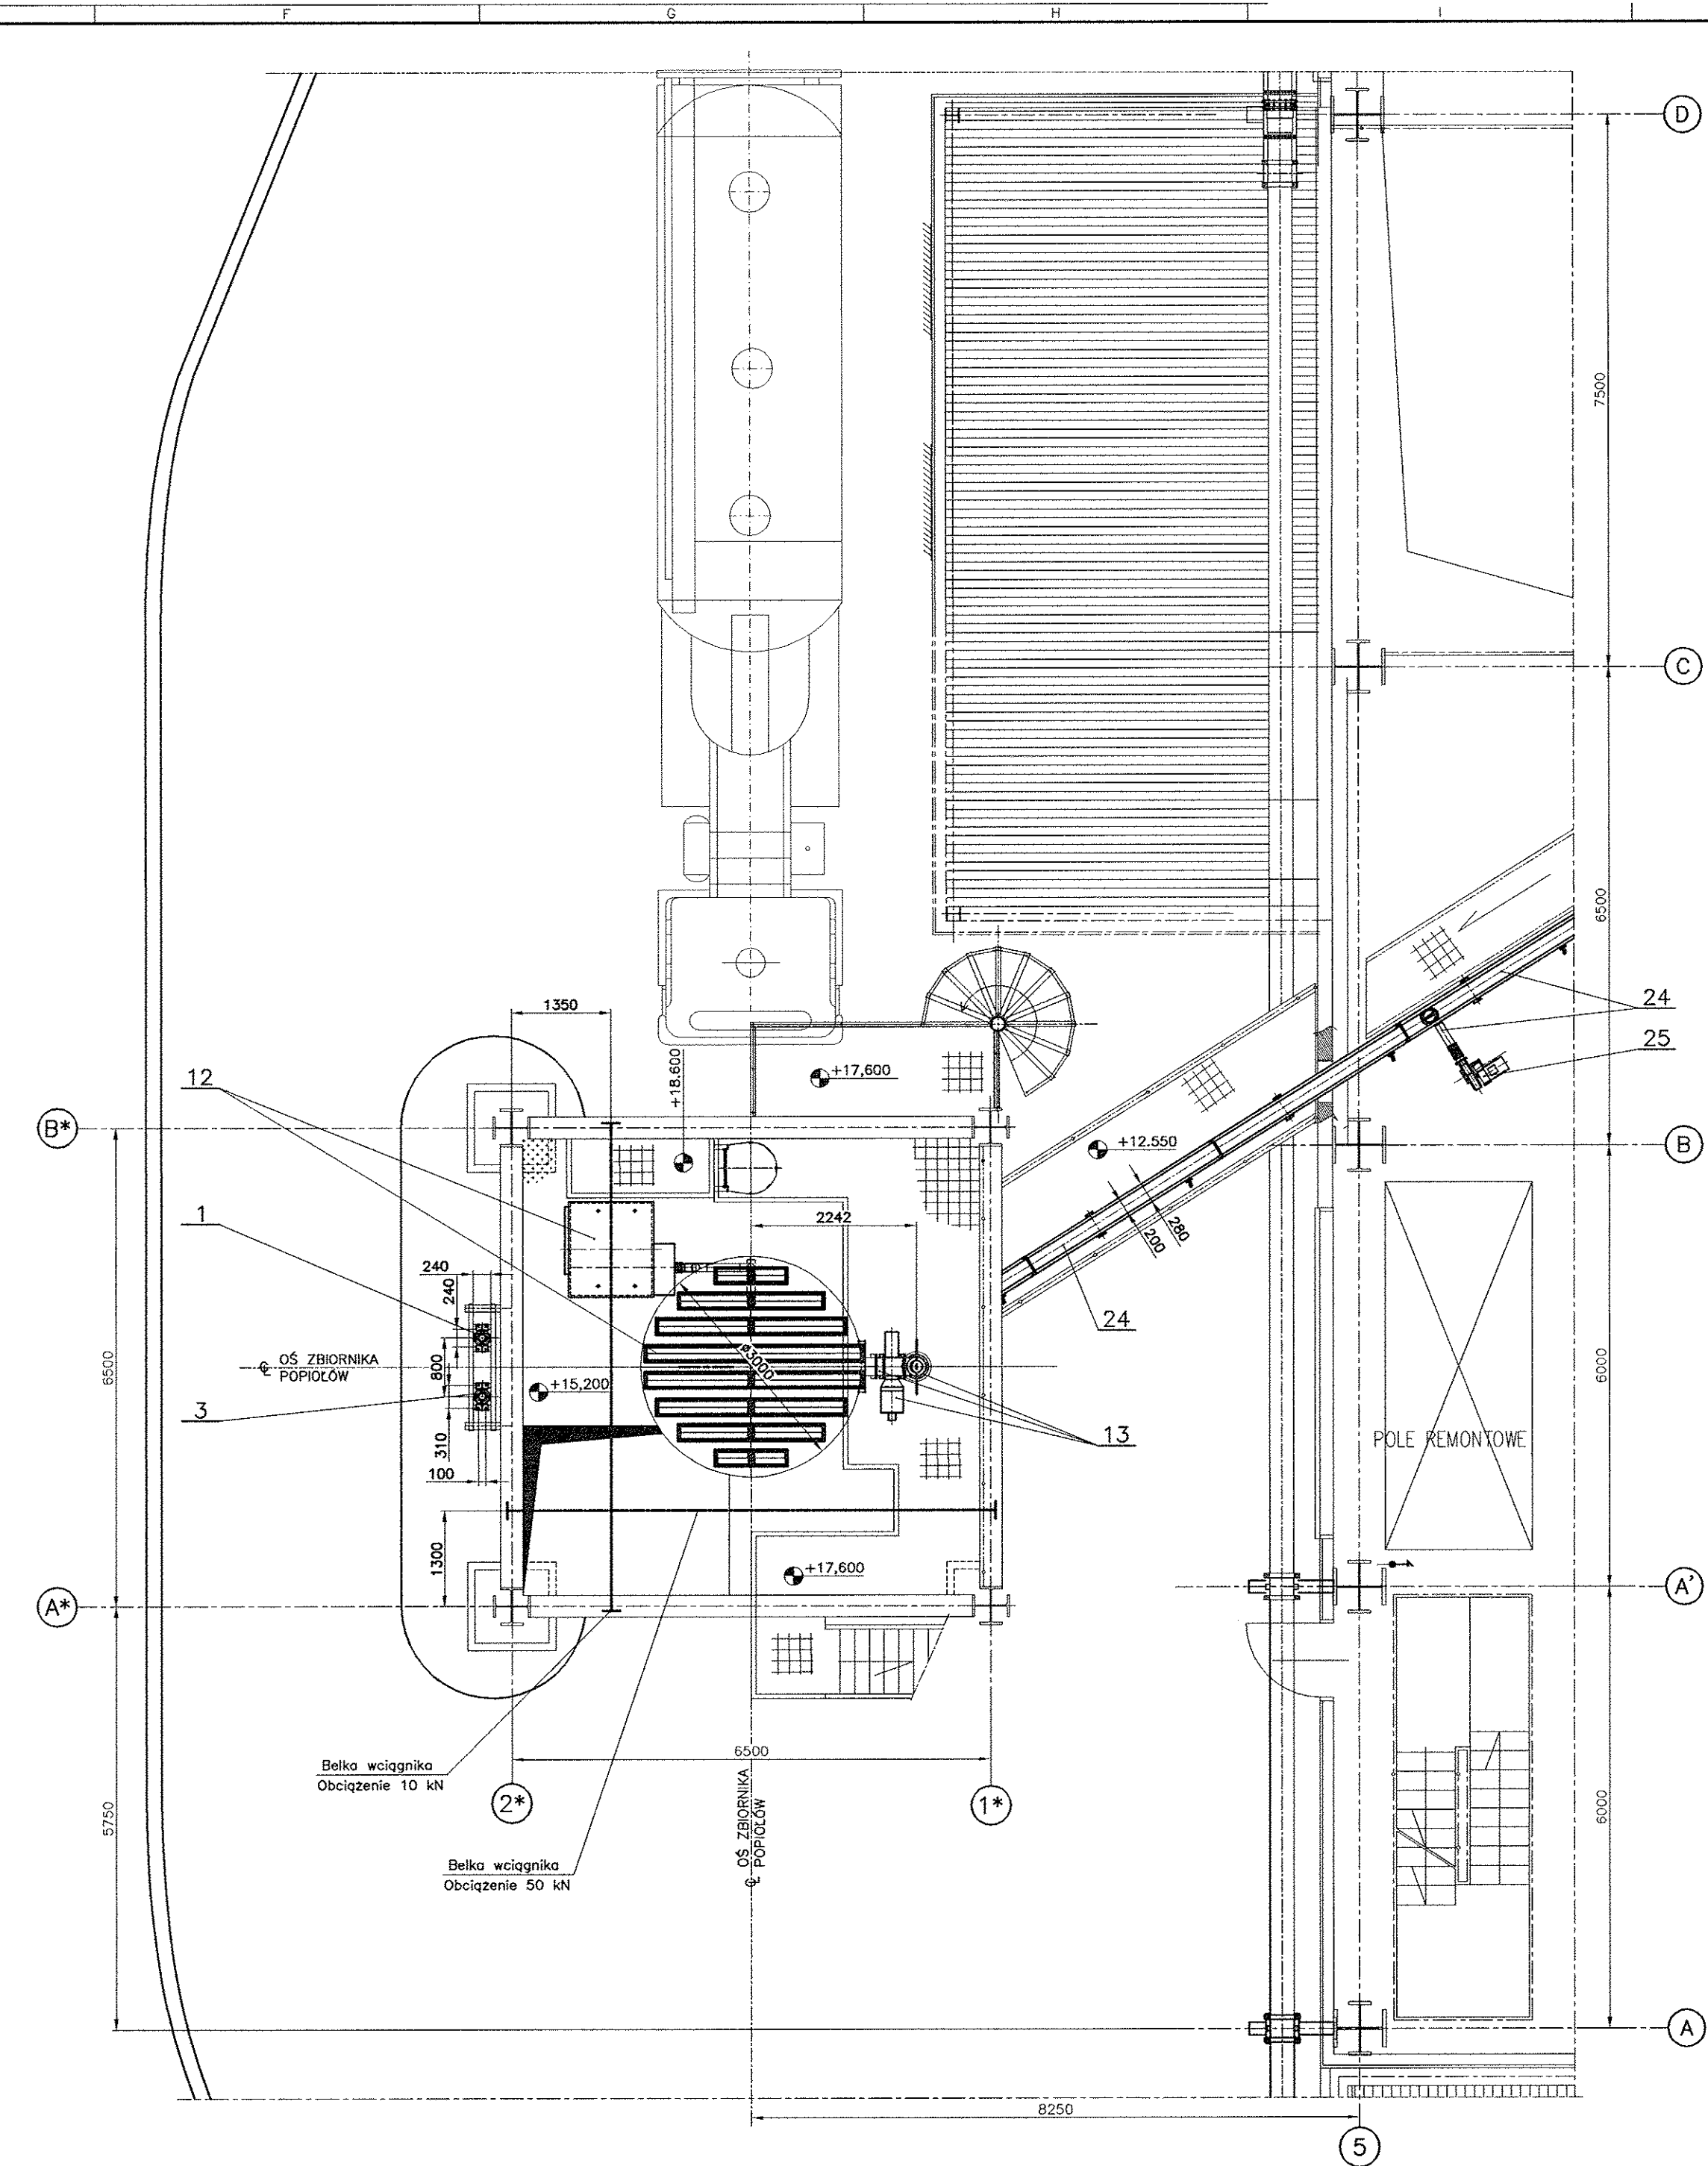 F
G
H
I
D
7500
C
6500
24
25
1350
+18.600
+17,600
12
B*
B
+12.550
2242
280
200
1
240
240
24
6500
800
OŚ ZBIORNIKA
POPIOŁÓW
ø3000
+15,200
6000
3
310
13
POLE REMONTOWE
100
1300
+17,600
A*
A'
6500
Belka wciągnika
Obciążenie 10 kN
2*
1*
5750
OŚ ZBIORNIKA
POPIOŁÓW
6000
Belka wciągnika
Obciążenie 50 kN
A
8250
5